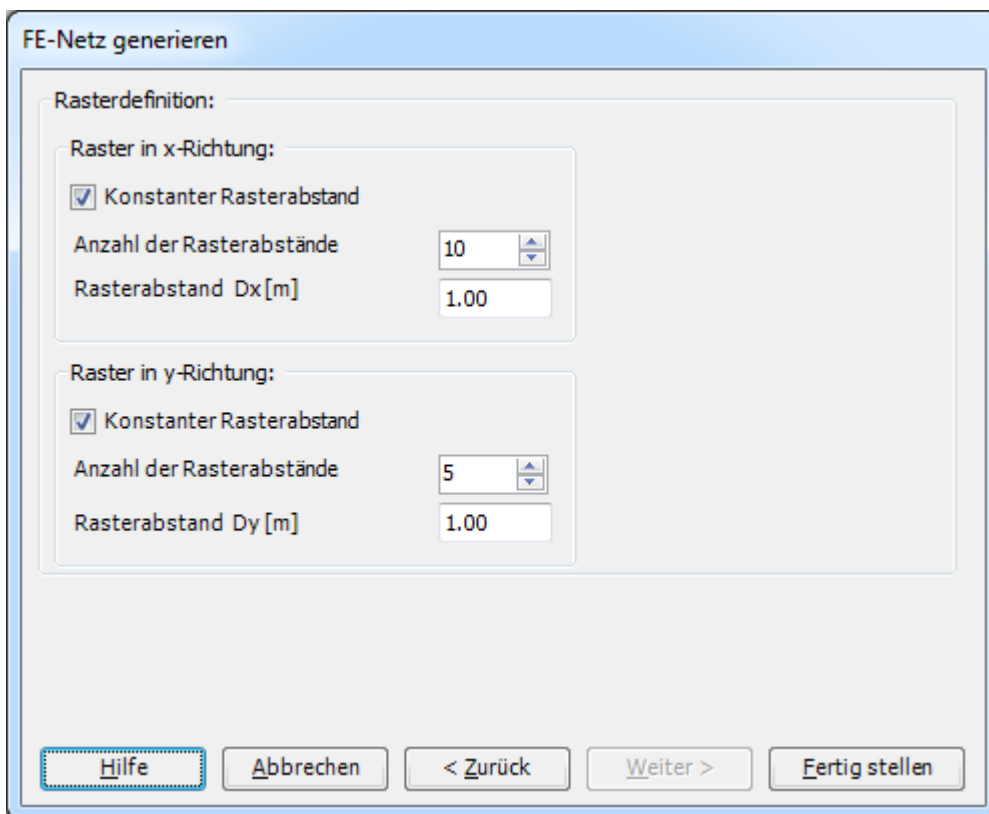 FE-Netz generieren
Rasterdefinition:
Raster in x-Richtung:
Konstanter Rasterabstand
Anzahl der Rasterabstände 10
Rasterabstand Dx [m] 1.00
Raster in y-Richtung:
Konstanter Rasterabstand
Anzahl der Rasterabstände 5
Rasterabstand Dy [m] 1.00
Hilfe Abbrechen < Zurück Weiter > Fertig stellen